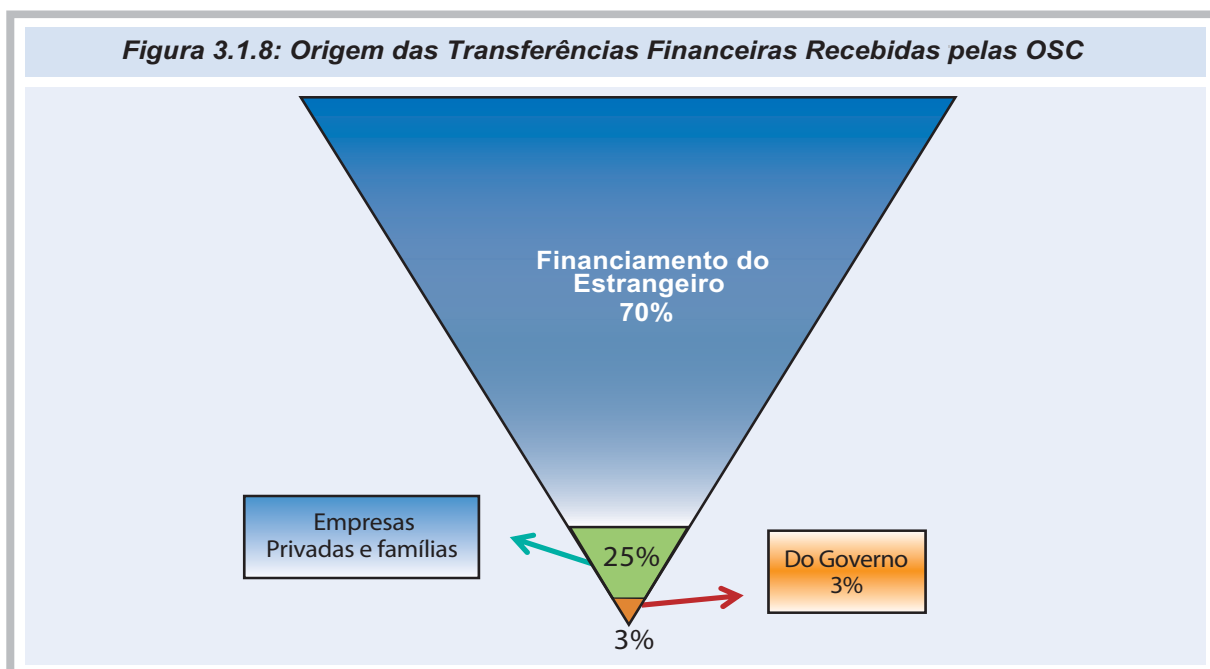 Figura 3.1.8: Origem das Transferências Financeiras Recebidas pelas OSC
Financiamento do
Estrangeiro
70%
Empresas
Privadas e famílias
25%
Do Governo
3%
3%